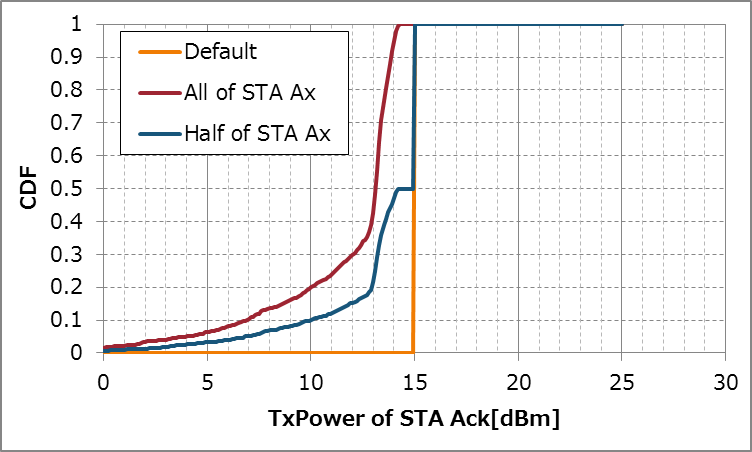 1
0.9
0.8
0.7
0.6
0.5
0.4
0.3
0.2
0.1
0
CDF
Default
All of STA Ax
Half of STA Ax
0 5 10 15 20 25 30
TxPower of STA Ack[dBm]